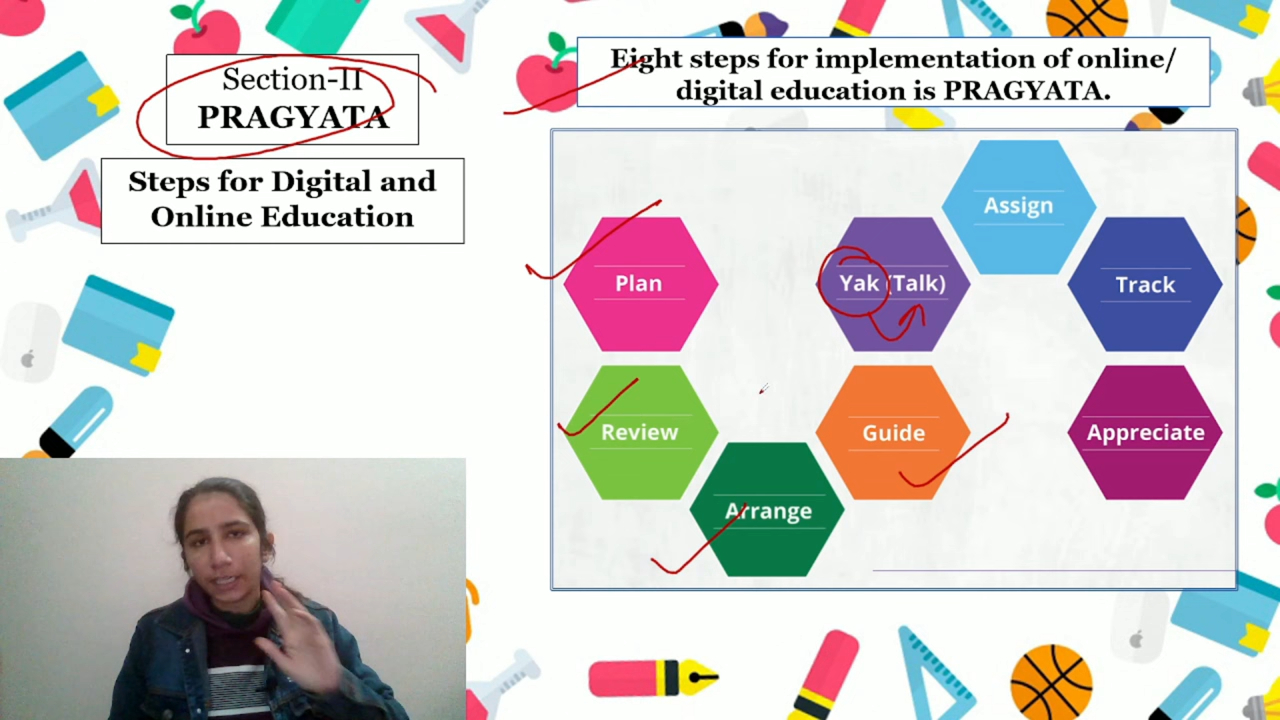 Section-II
PRAGYATA
Steps for Digital and
Online Education
Eight steps for implementation of online/
digital education is PRAGYATA.
Plan
Review
Arrange
Guide
Yak (Talk)
Assign
Track
Appreciate